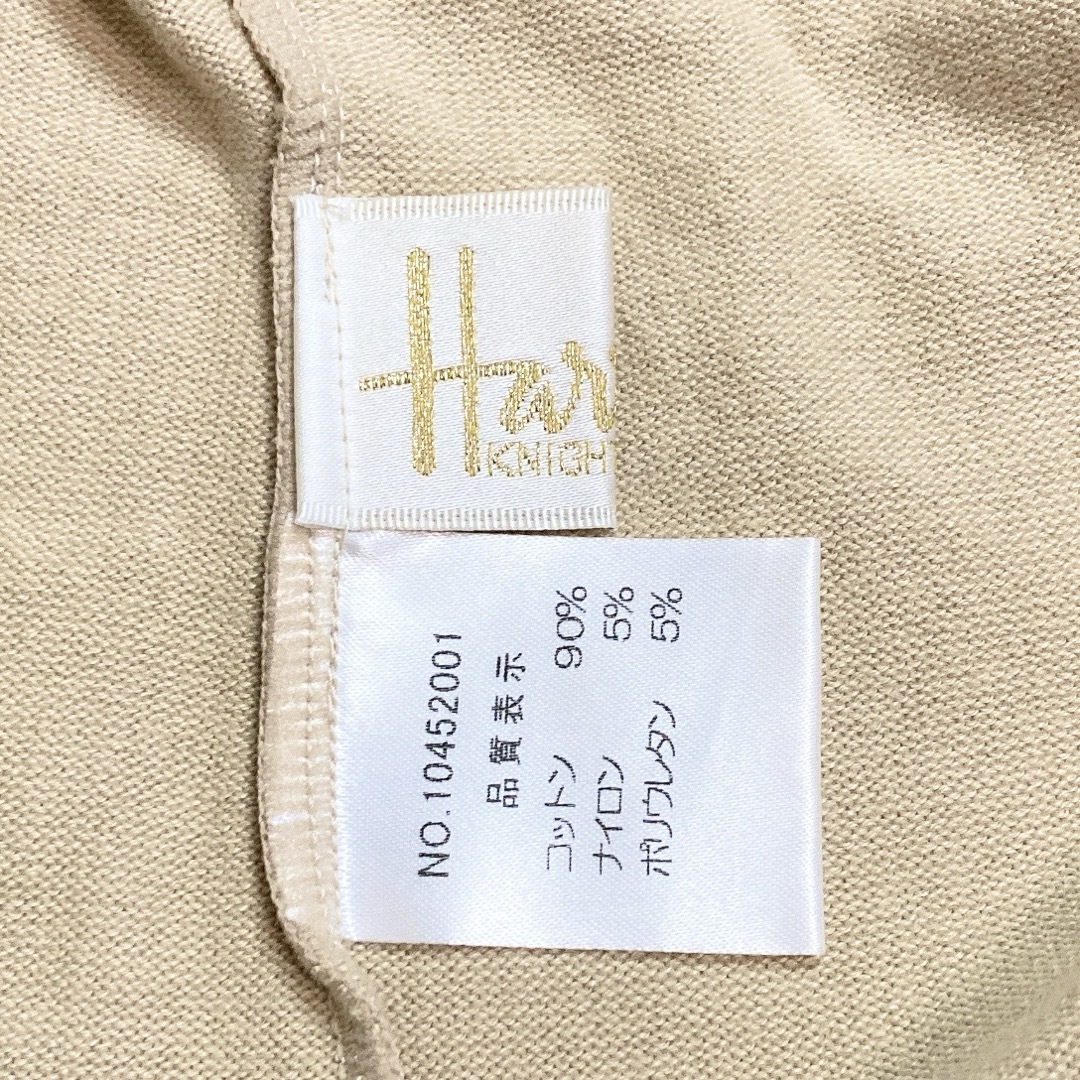 Har
KNIGH
NO.10452001
品質表示
コットン 90%
ナイロン 5%
ポリウレタン 5%